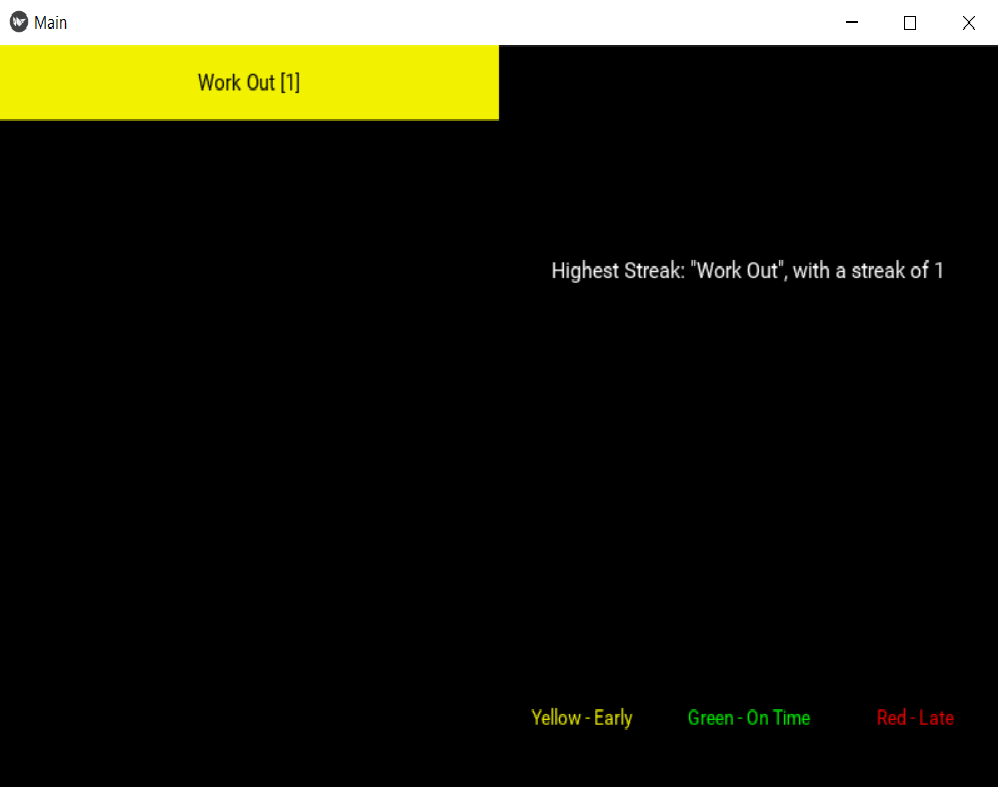 Main
Work Out [1]
Highest Streak: "Work Out", with a streak of 1
Yellow - Early
Green - On Time
Red - Late